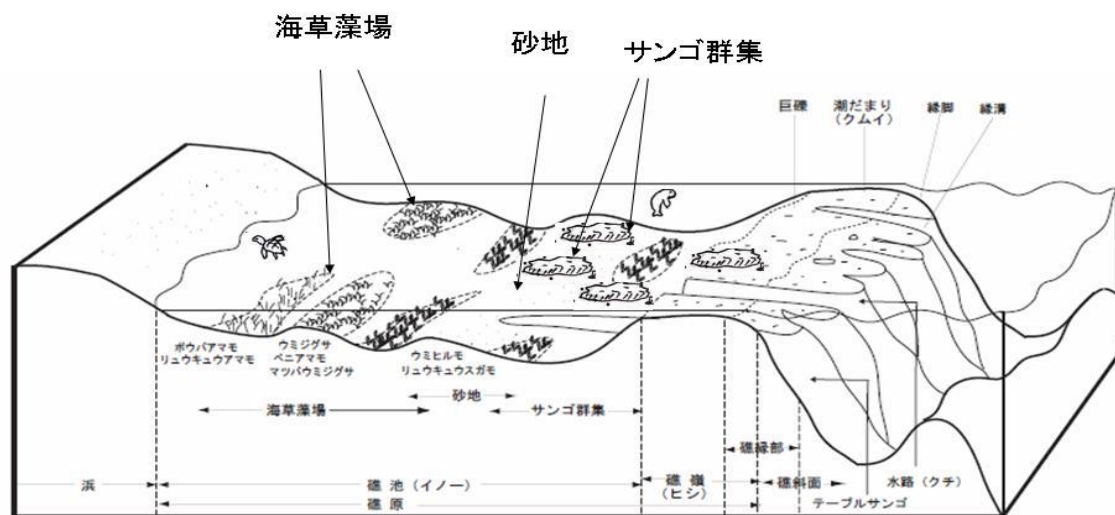 海草藻場
砂地
サンゴ群集
巨礫
潮だまり
(クムイ)
縁脚
縁溝
ボウバアマモ
リュウキュウアマモ
ウミジグサ
ベニアマモ
マツバウミジグサ
ウミヒルモ
リュウキュウスガモ
海草藻場
砂地
サンゴ群集
礁縁部
浜
礁池(イノー)
礁嶺
(ヒシ)
礁斜面
水路(クチ)
テーブルサンゴ
礁原